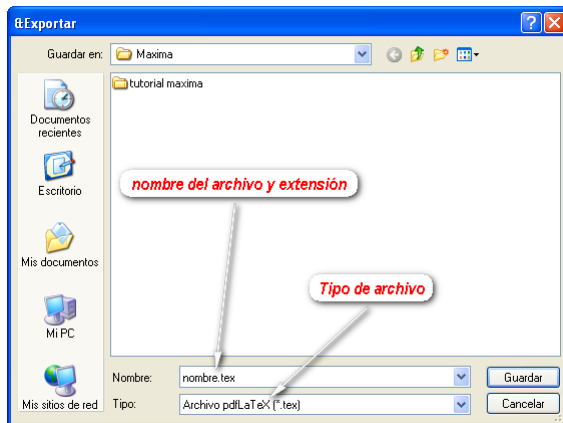 &Exportar
Guardar en: Maxima
tutorial maxima
Documentos
recientes
Escritorio
nombre del archivo y extensión
Mis documentos
Tipo de archivo
Mi PC
Nombre: nombre.tex Guardar
Mis sitios de red Tipo: Archivo pdfLaTeX (*.tex) Cancelar